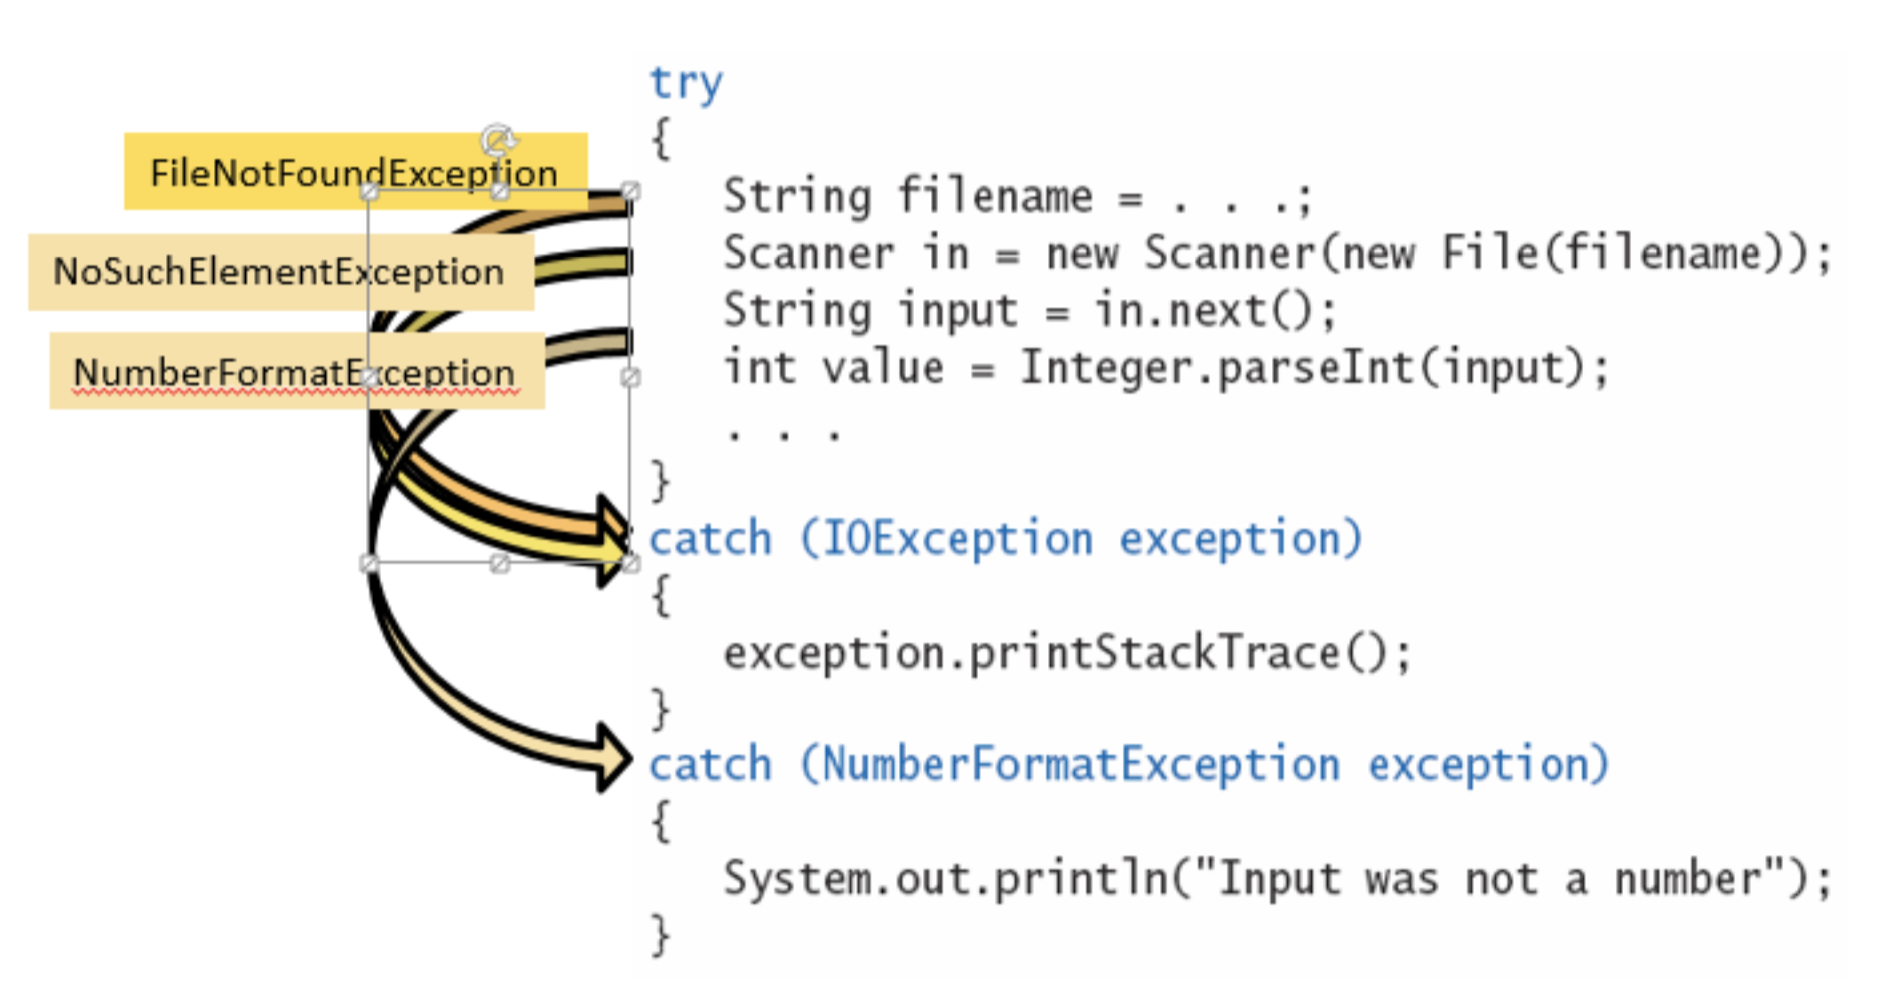 FileNotFoundException
NoSuchElementException
NumberFormatException
try
{
String filename = . . .;
Scanner in = new Scanner(new File(filename));
String input = in.next();
int value = Integer.parseInt(input);
. . .
}
catch (IOException exception)
{
exception.printStackTrace();
}
catch (NumberFormatException exception)
{
System.out.println("Input was not a number");
}